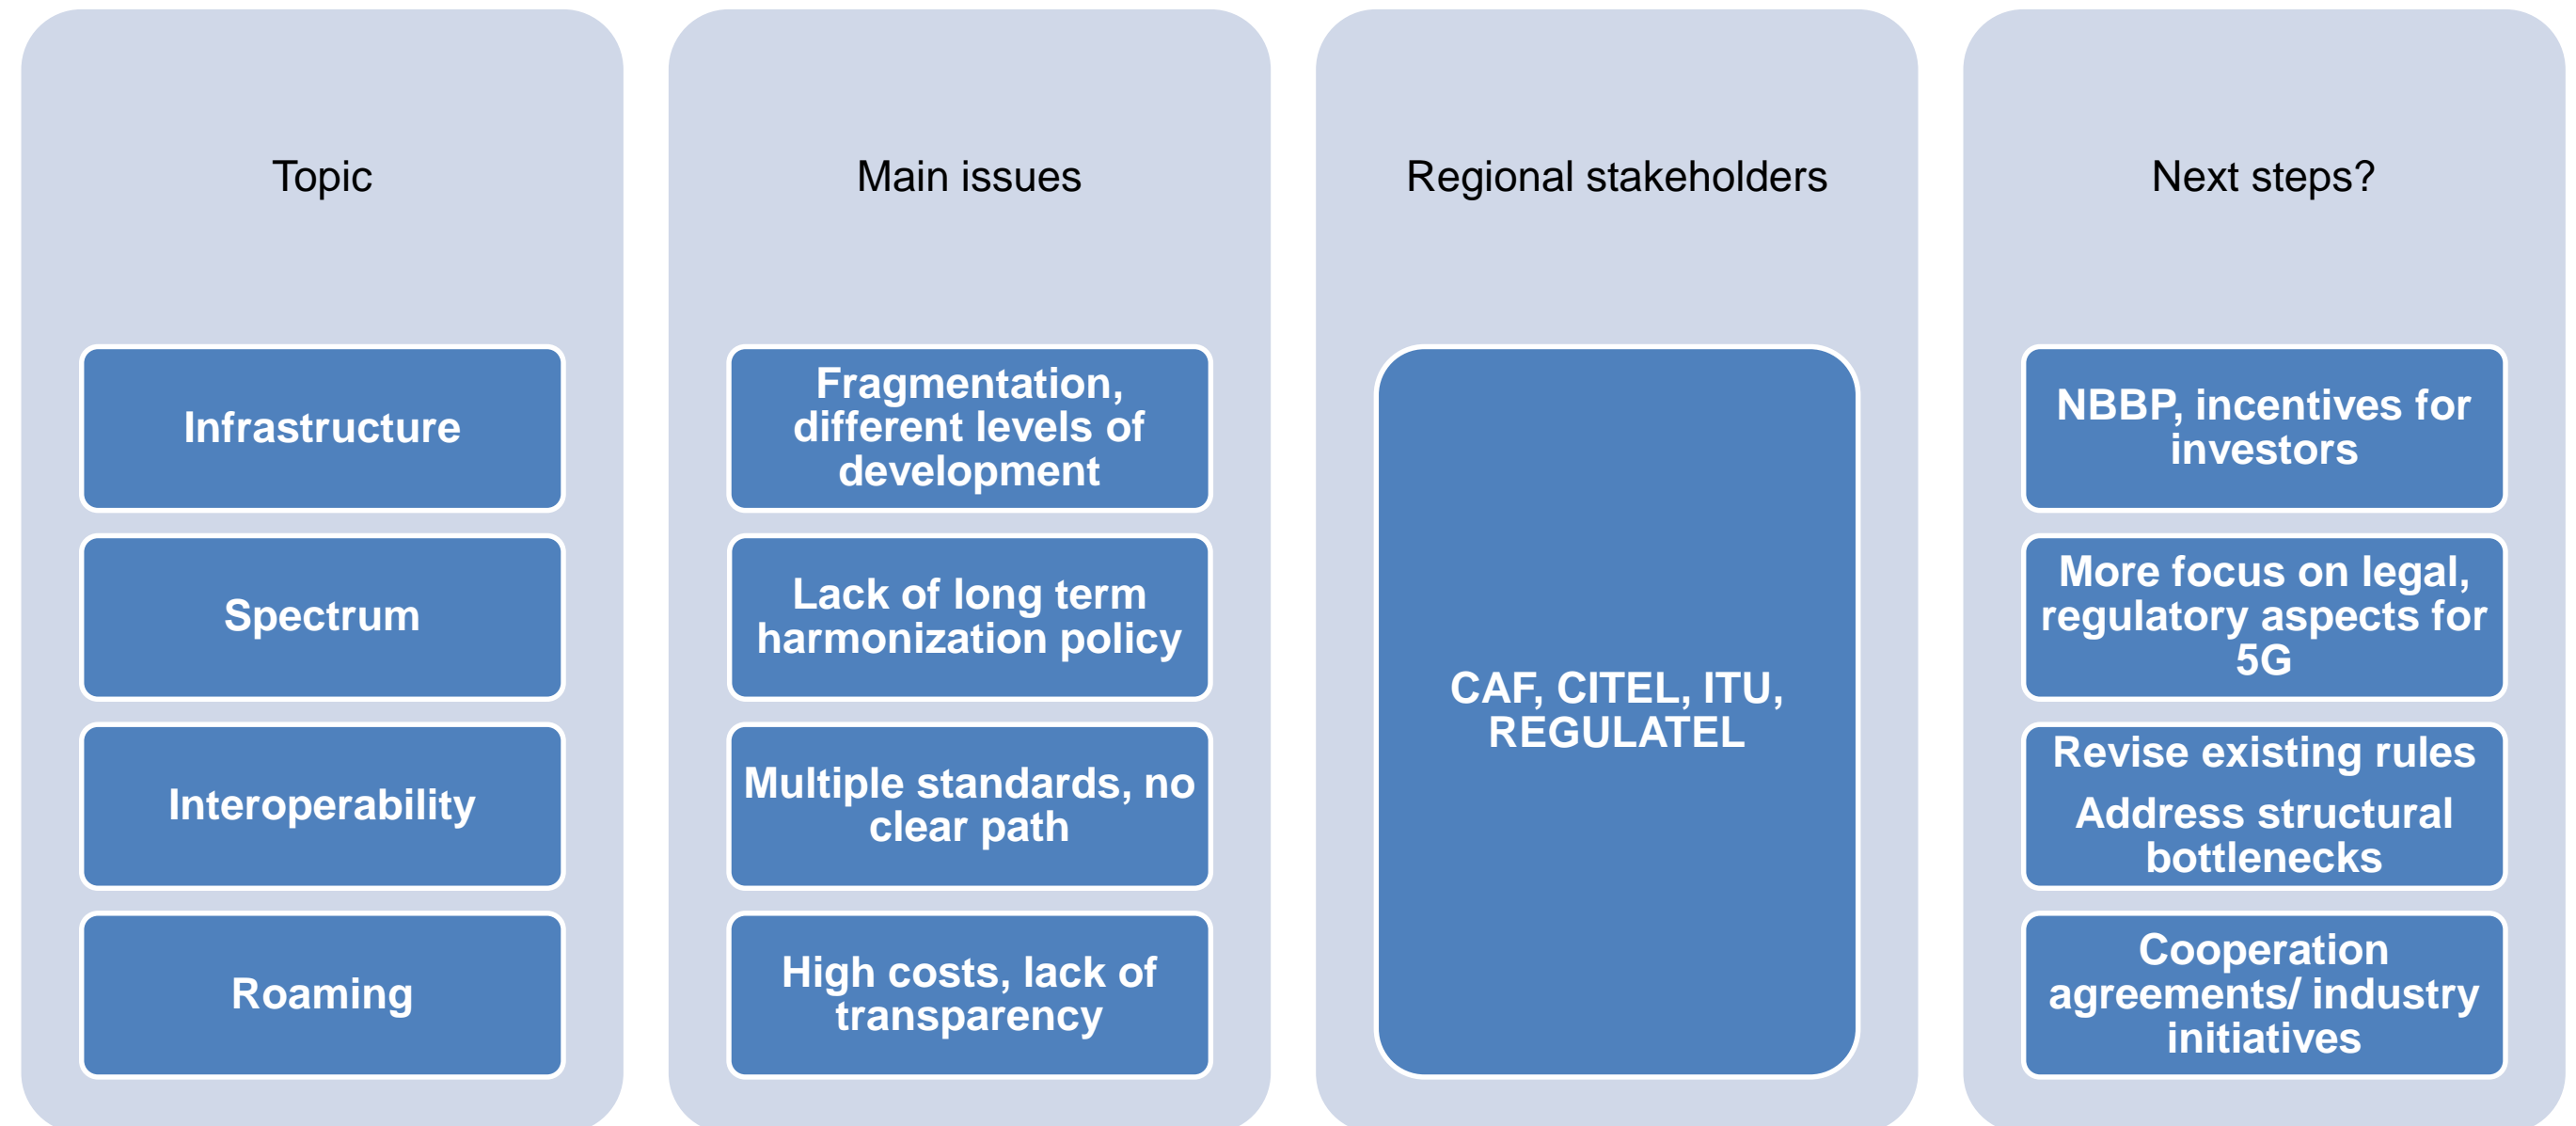 Topic
Infrastructure
Spectrum
Interoperability
Roaming
Main issues
Fragmentation,
different levels of
development
Lack of long term
harmonization policy
Multiple standards, no
clear path
High costs, lack of
transparency
Regional stakeholders
CAF, CITEL, ITU,
REGULATEL
Next steps?
NBBP, incentives for
investors
More focus on legal,
regulatory aspects for
5G
Revise existing rules
Address structural
bottlenecks
Cooperation
agreements/ industry
initiatives